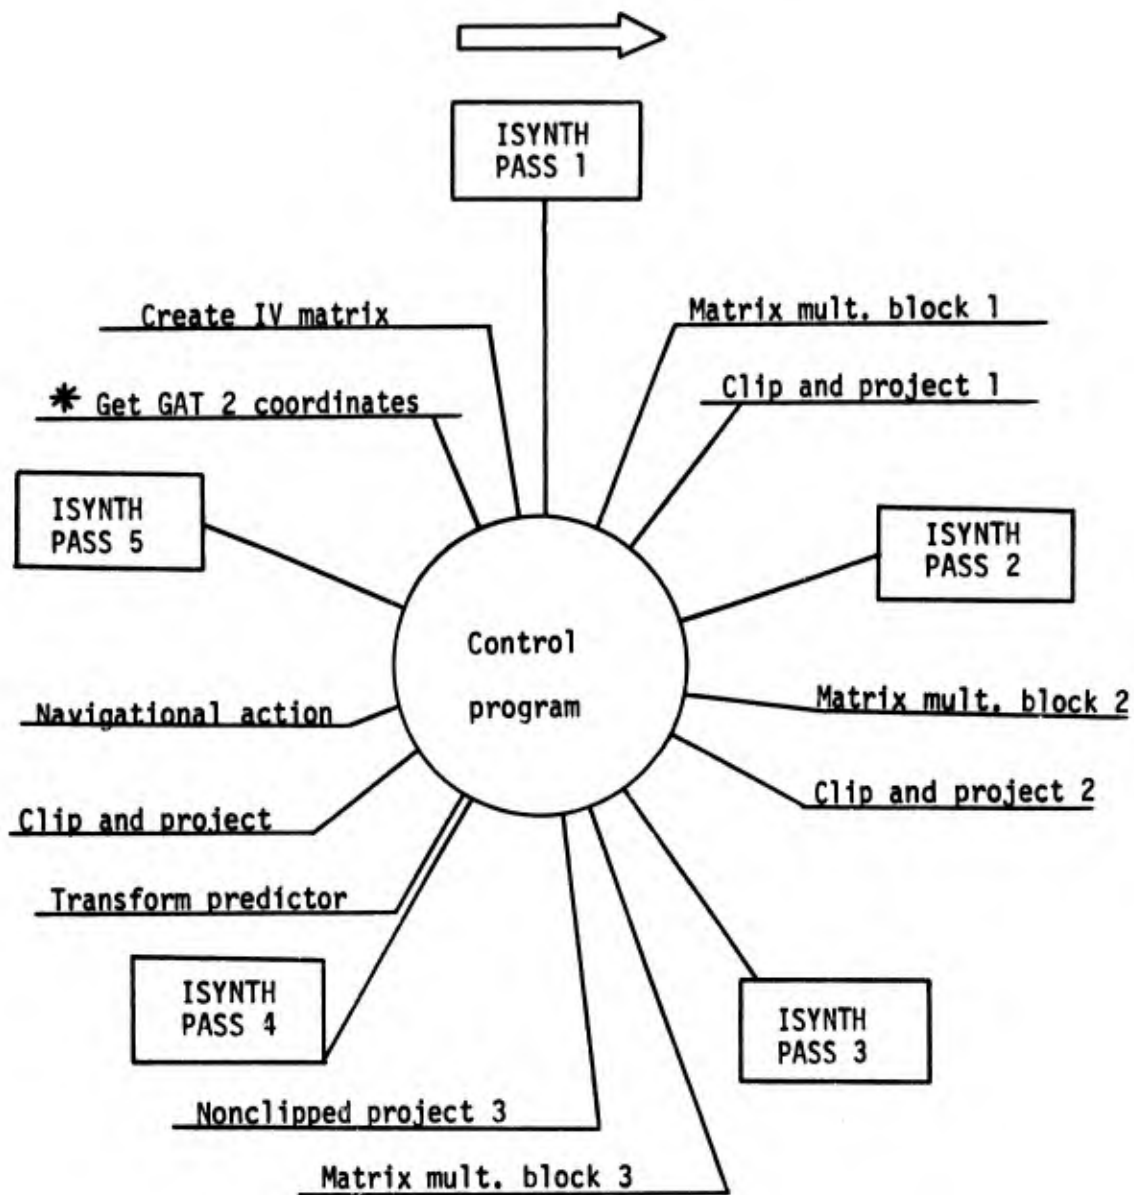 ISYNTH
PASS 1
Create IV matrix
Matrix mult. block 1
* Get GAT 2 coordinates
Clip and project 1
ISYNTH
PASS 5
ISYNTH
PASS 2
Control
program
Navigational action
Matrix mult. block 2
Clip and project
Clip and project 2
Transform predictor
ISYNTH
PASS 4
ISYNTH
PASS 3
Nonclipped project 3
Matrix mult. block 3